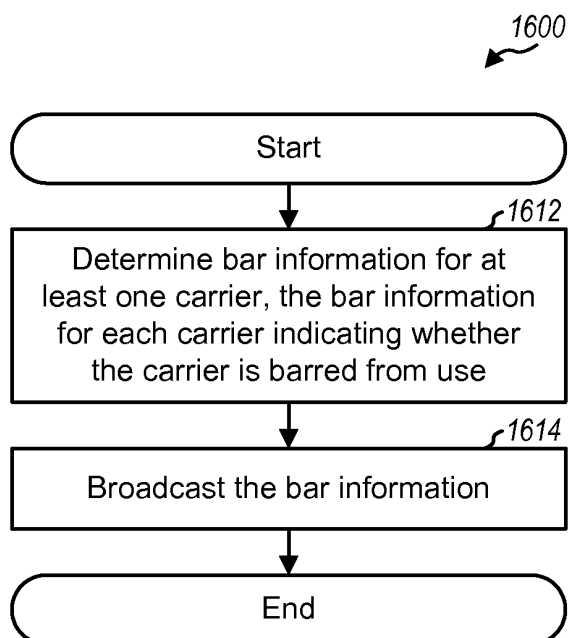 1600
Start
1612
Determine bar information for at
least one carrier, the bar information
for each carrier indicating whether
the carrier is barred from use
1614
Broadcast the bar information
End